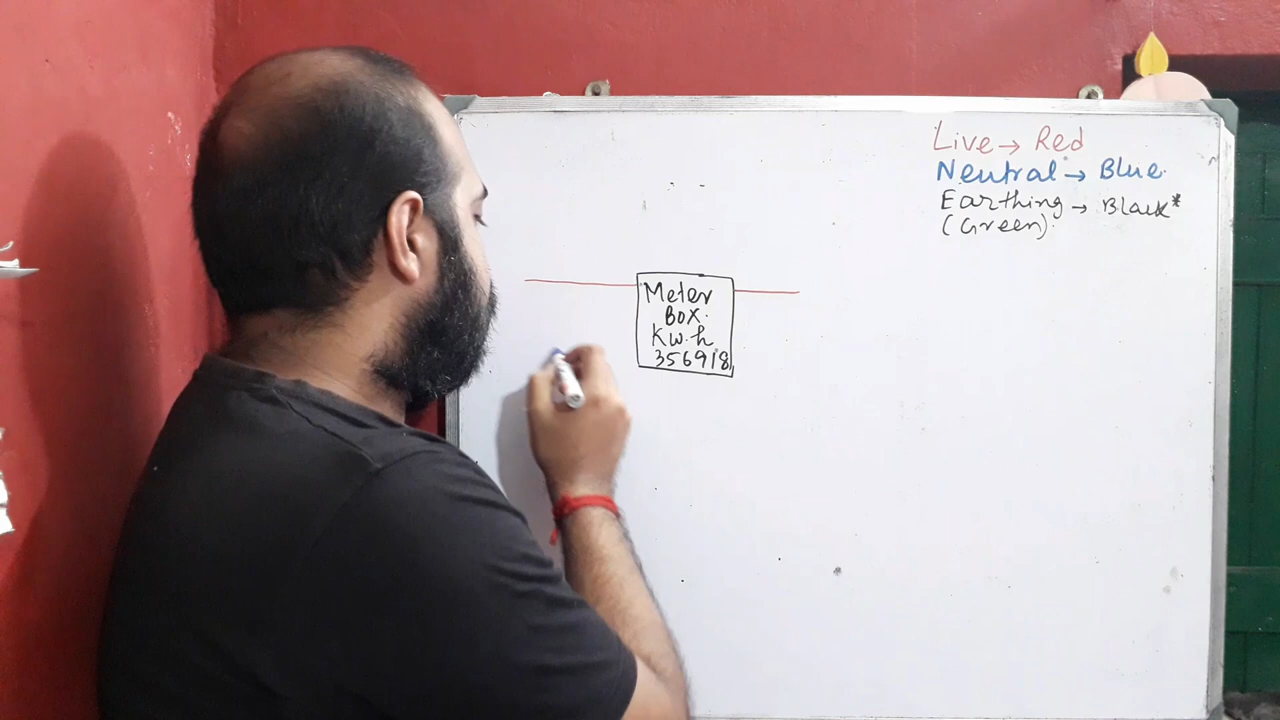 Live → Red
Neutral → Blue.
Earthing → Black*
(Green).
Meter
Box.
Kw.h
356918